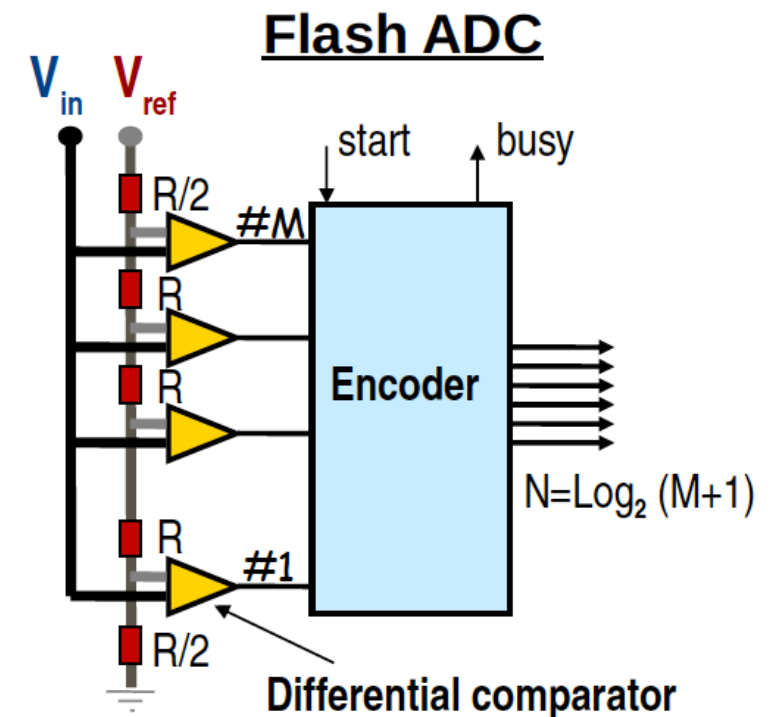 Flash ADC
Vin Vref
start busy
R/2
#M
R
R
Encoder
N=Log2 (M+1)
R
#1
R/2
Differential comparator